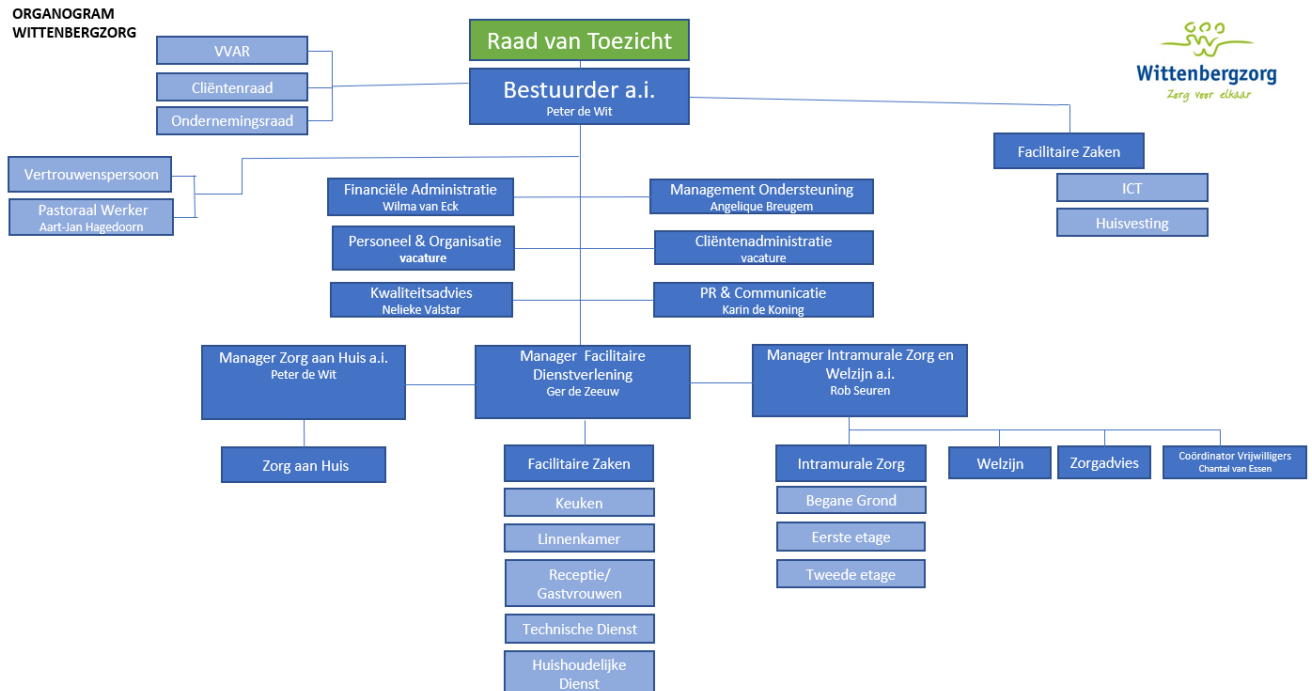 ORGANOGRAM
WITTENBERGZORG
VVAR
Cliëntenraad
Ondernemingsraad
Raad van Toezicht
Bestuurder a.i.
Peter de Wit
Wittenbergzorg
Zorg voor elkaar
Vertrouwenspersoon
Pastoraal Werker
Aart-Jan Hagedoorn
Facilitaire Zaken
ICT
Huisvesting
Financiële Administratie
Wilma van Eck
Management Ondersteuning
Angelique Breugem
Personeel & Organisatie
vacature
Cliëntenadministratie
vacature
Kwaliteitsadvies
Nelieke Valstar
PR & Communicatie
Karin de Koning
Manager Zorg aan Huis a.i.
Peter de Wit
Manager Facilitaire
Dienstverlening
Ger de Zeeuw
Manager Intramurale Zorg en
Welzijn a.i.
Rob Seuren
Zorg aan Huis
Facilitaire Zaken
Keuken
Linnenkamer
Receptie/
Gastvrouwen
Technische Dienst
Huishoudelijke
Dienst
Intramurale Zorg
Begane Grond
Eerste etage
Tweede etage
Welzijn
Zorgadvies
Coördinator Vrijwilligers
Chantal van Essen